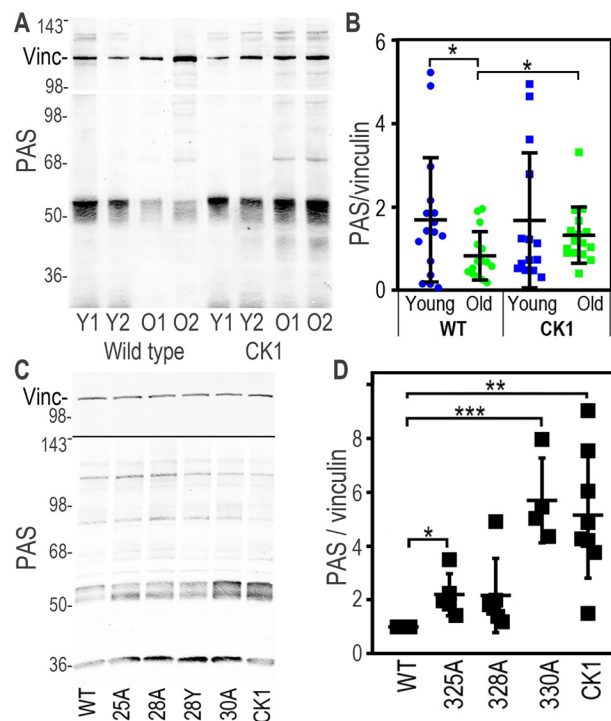 A
143-
Vinc-
98-
PAS
98-
68-
50-
36-
Y1 Y2 O1 O2 Y1 Y2 O1 O2
Wild type CK1
B
PAS/vinculin
6
4
2
0
*
*
Young Old Young Old
WT CK1
C
Vinc-
98-
143-
PAS
98-
68-
50-
36-
WT 25A 28A 28Y 30A CK1
D
PAS / vinculin
8
6
4
2
0
**
***
*
WT 325A 328A 330A CK1